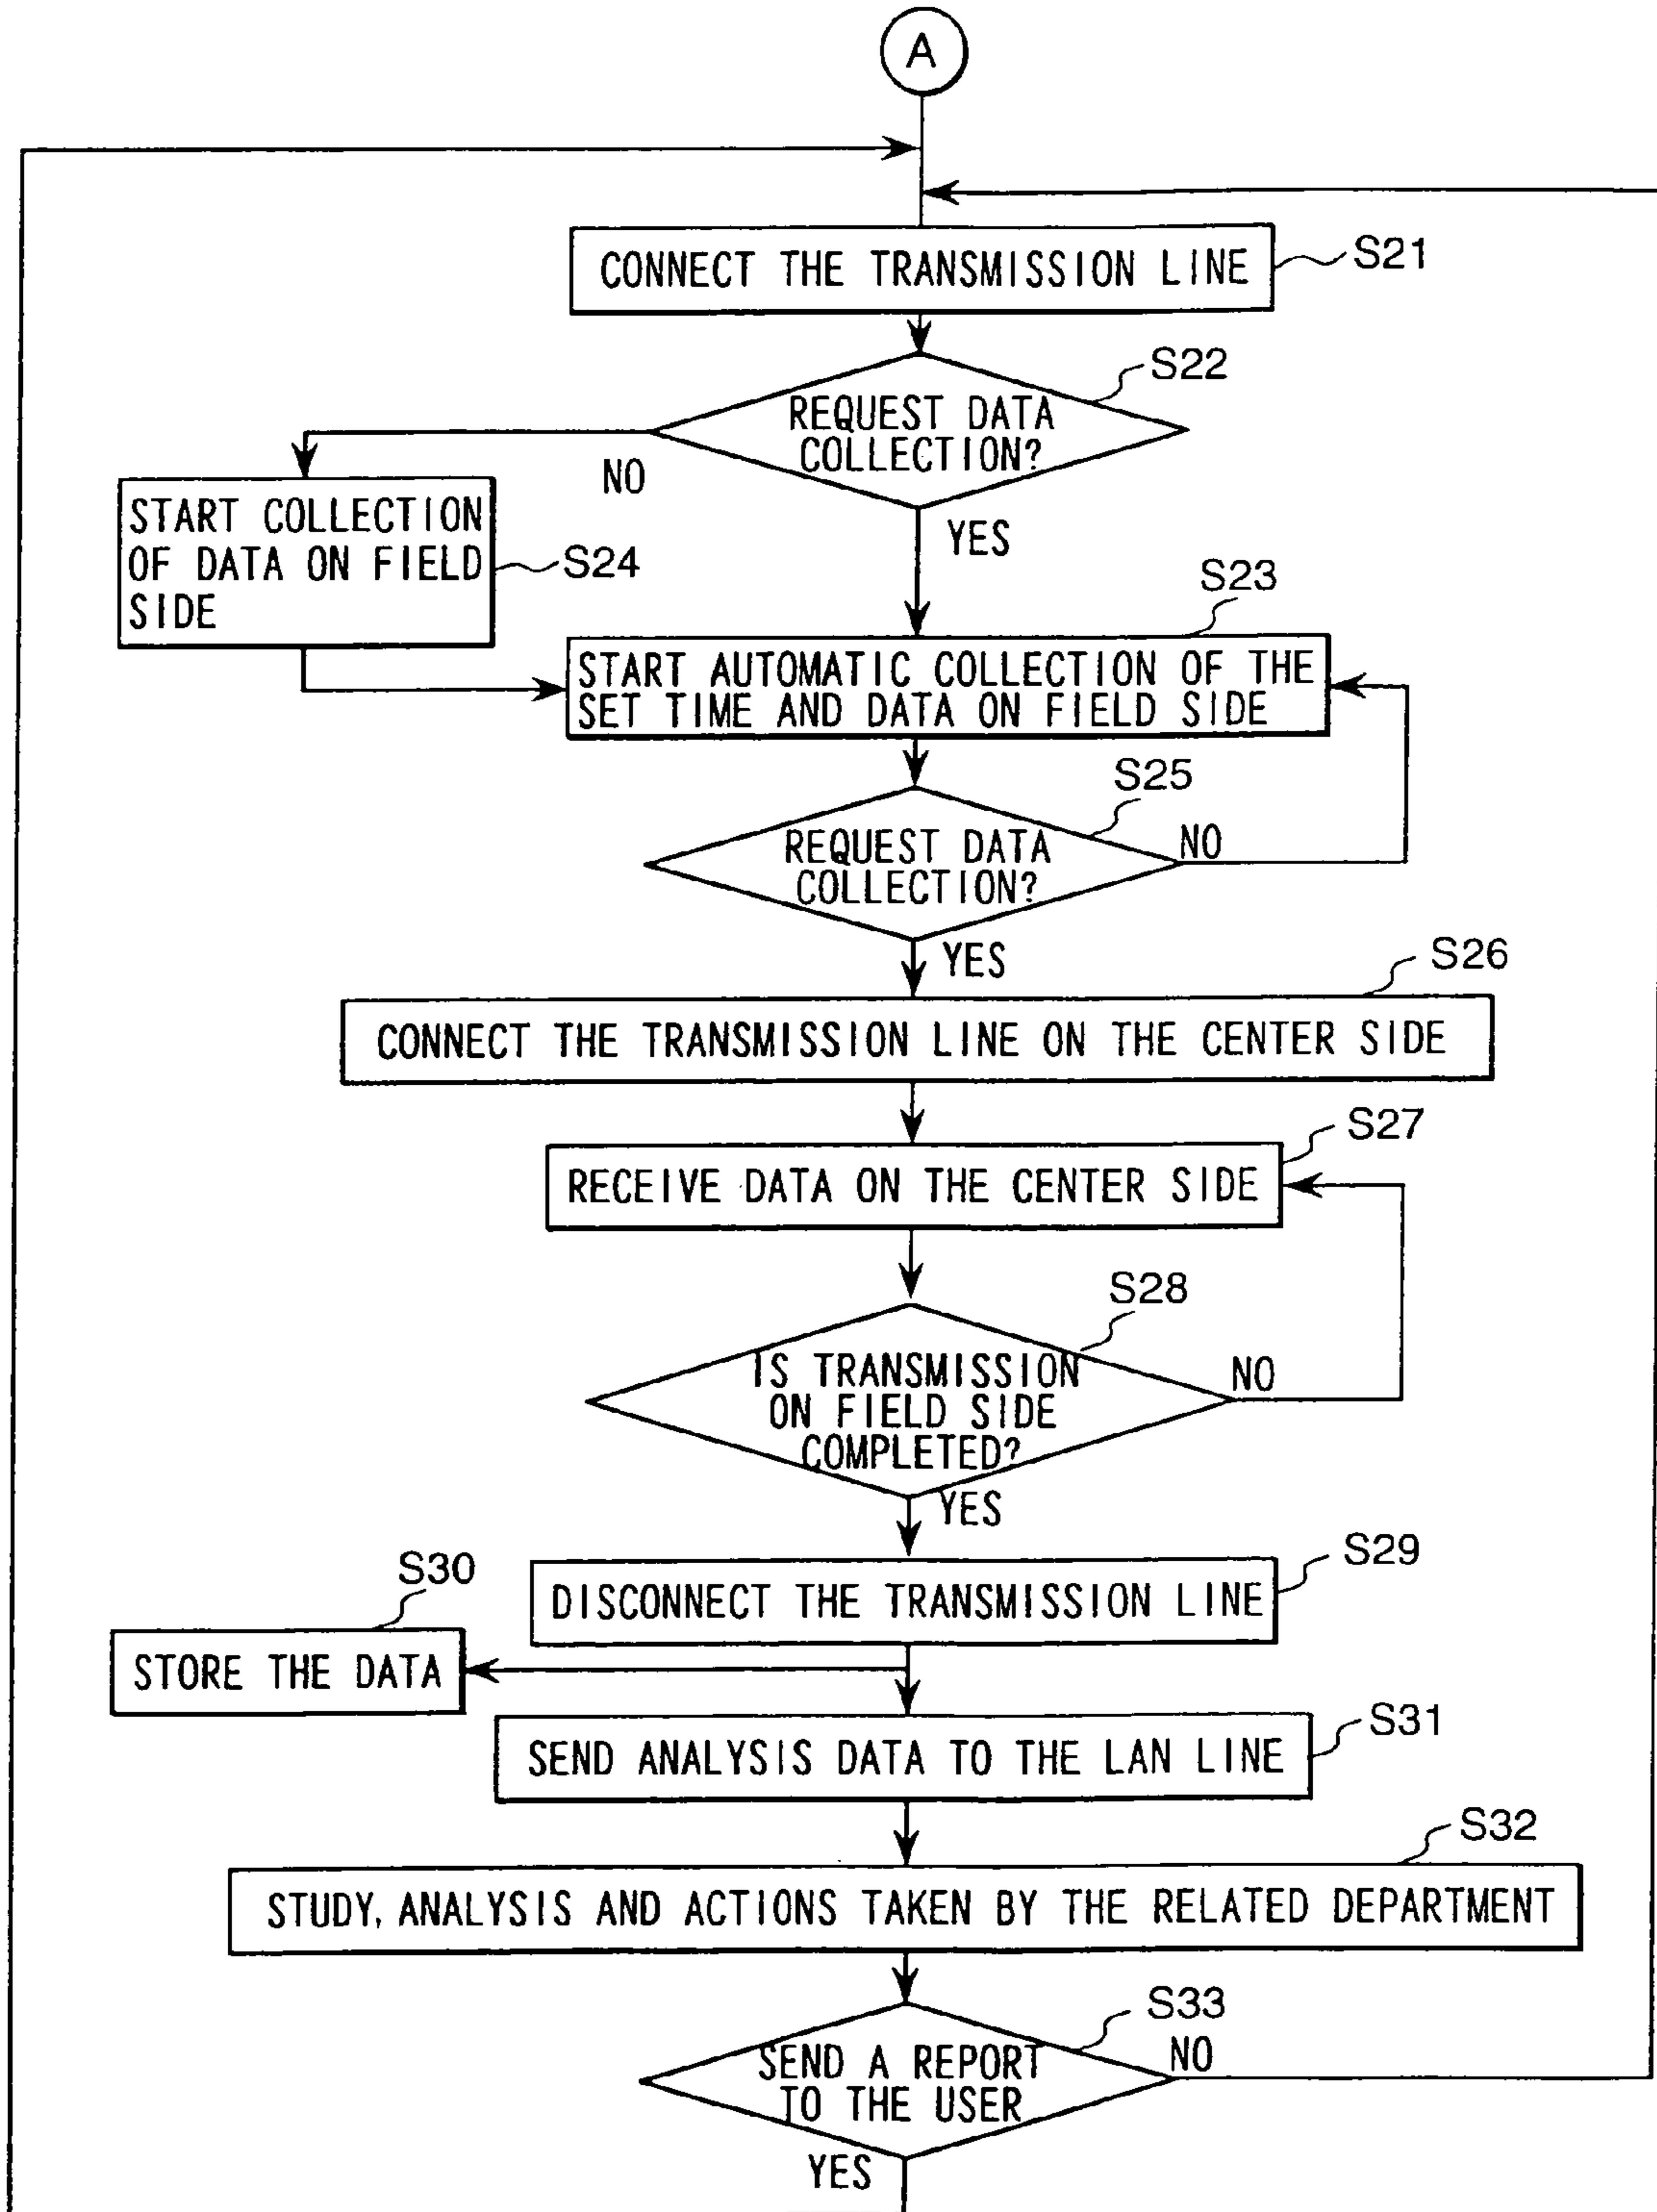 A
CONNECT THE TRANSMISSION LINE
S21
S22
REQUEST DATA
COLLECTION?
NO
YES
START COLLECTION
OF DATA ON FIELD
SIDE
S24
S23
START AUTOMATIC COLLECTION OF THE
SET TIME AND DATA ON FIELD SIDE
S25
REQUEST DATA
COLLECTION?
NO
YES
S26
CONNECT THE TRANSMISSION LINE ON THE CENTER SIDE
S27
RECEIVE DATA ON THE CENTER SIDE
S28
IS TRANSMISSION
ON FIELD SIDE
COMPLETED?
NO
YES
S29
DISCONNECT THE TRANSMISSION LINE
S30
STORE THE DATA
S31
SEND ANALYSIS DATA TO THE LAN LINE
S32
STUDY, ANALYSIS AND ACTIONS TAKEN BY THE RELATED DEPARTMENT
S33
SEND A REPORT
TO THE USER
NO
YES